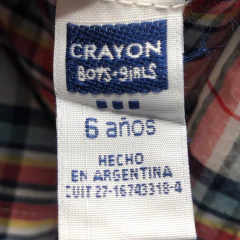 CRAYON
BOYS+GIRLS
6 años
HECHO
EN ARGENTINA
CUIT 27-16743318-4